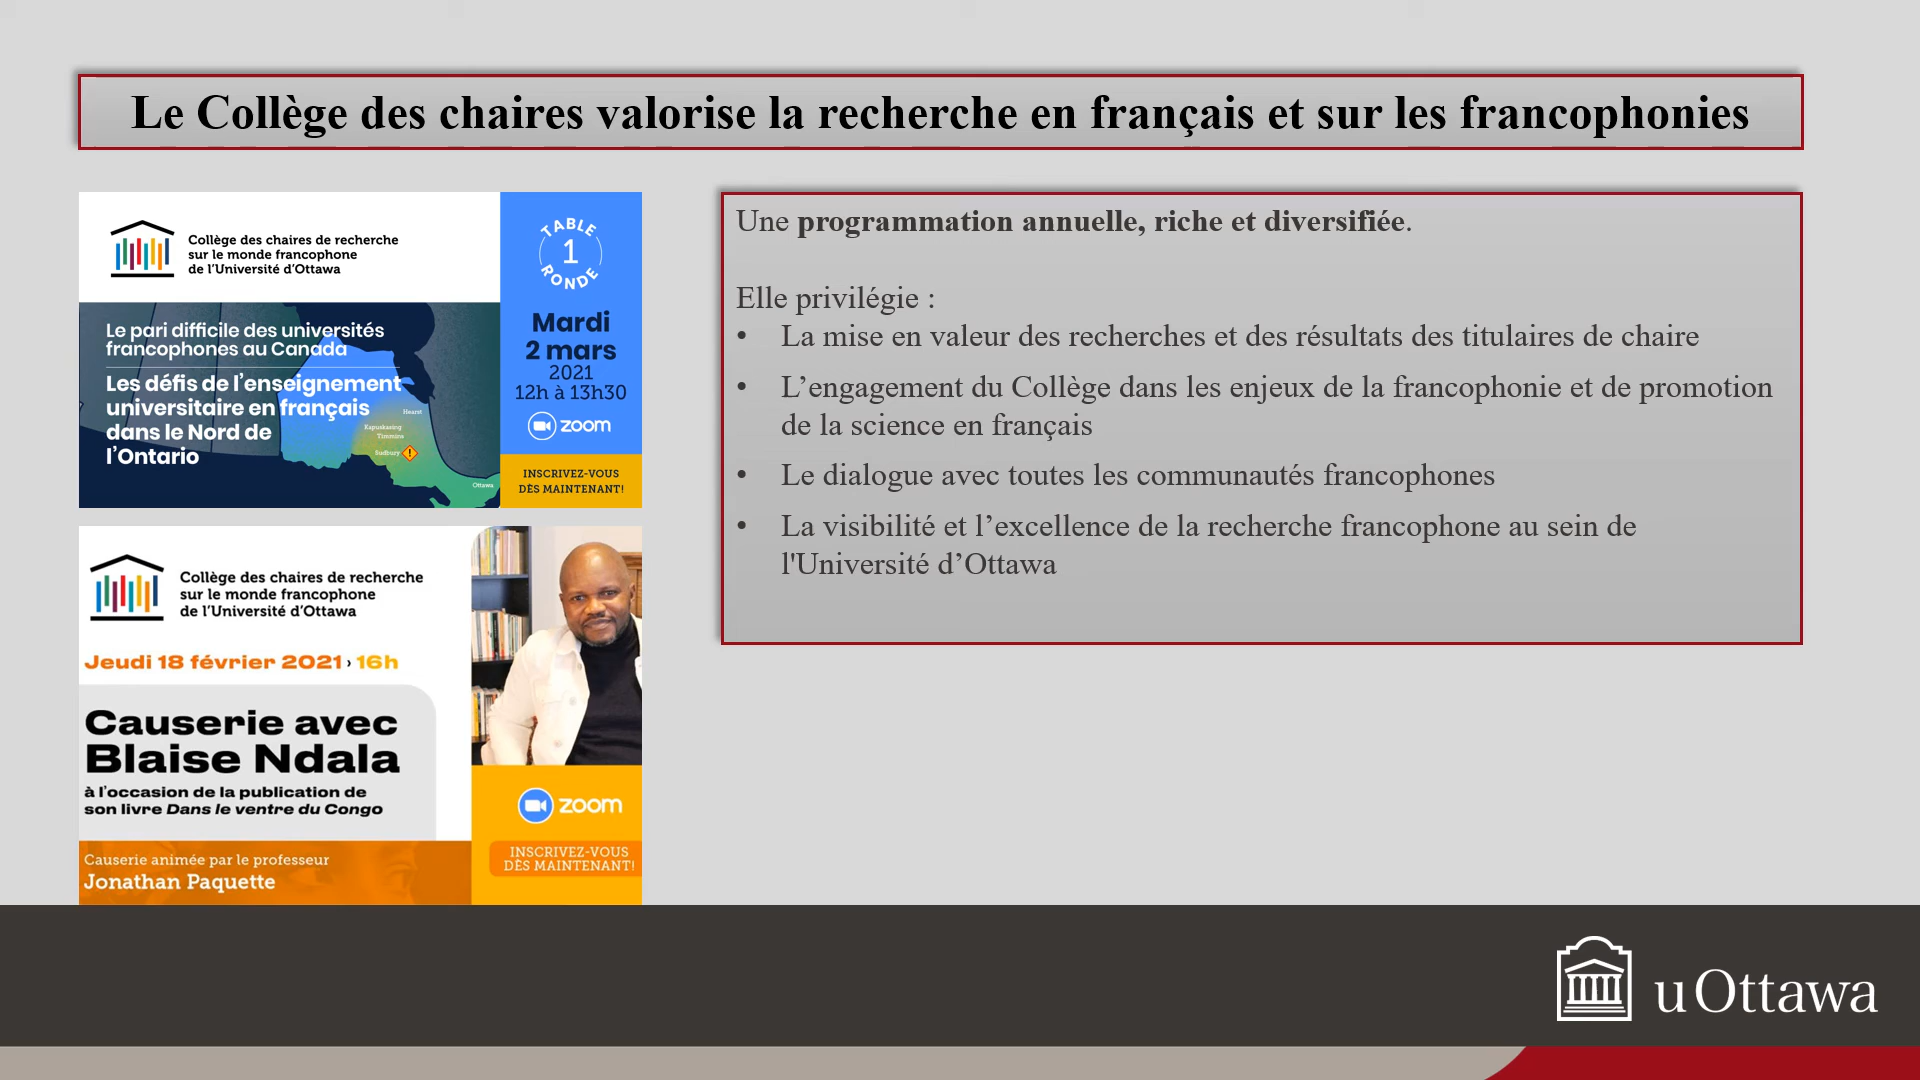 Le Collège des chaires valorise la recherche en français et sur les francophonies
Collège des chaires de recherche
sur le monde francophone
de l’Université d’Ottawa
Le pari difficile des universités
francophones au Canada
Les défis de l’enseignement
universitaire en français
dans le Nord de
l’Ontario
Hearst
Kapuskasing
Timmins
Sudbury
Ottawa
TABLE
1
RONDE
Mardi
2 mars
2021
12h à 13h30
zoom
INSCRIVEZ-VOUS
DÈS MAINTENANT!
Collège des chaires de recherche
sur le monde francophone
de l’Université d’Ottawa
Jeudi 18 février 2021 › 16h
Causerie avec
Blaise Ndala
à l’occasion de la publication de
son livre Dans le ventre du Congo
Causerie animée par le professeur
Jonathan Paquette
zoom
INSCRIVEZ-VOUS
DÈS MAINTENANT!
Une programmation annuelle, riche et diversifiée.
Elle privilégie :
• La mise en valeur des recherches et des résultats des titulaires de chaire
• L’engagement du Collège dans les enjeux de la francophonie et de promotion
de la science en français
• Le dialogue avec toutes les communautés francophones
• La visibilité et l’excellence de la recherche francophone au sein de
l'Université d’Ottawa
uOttawa